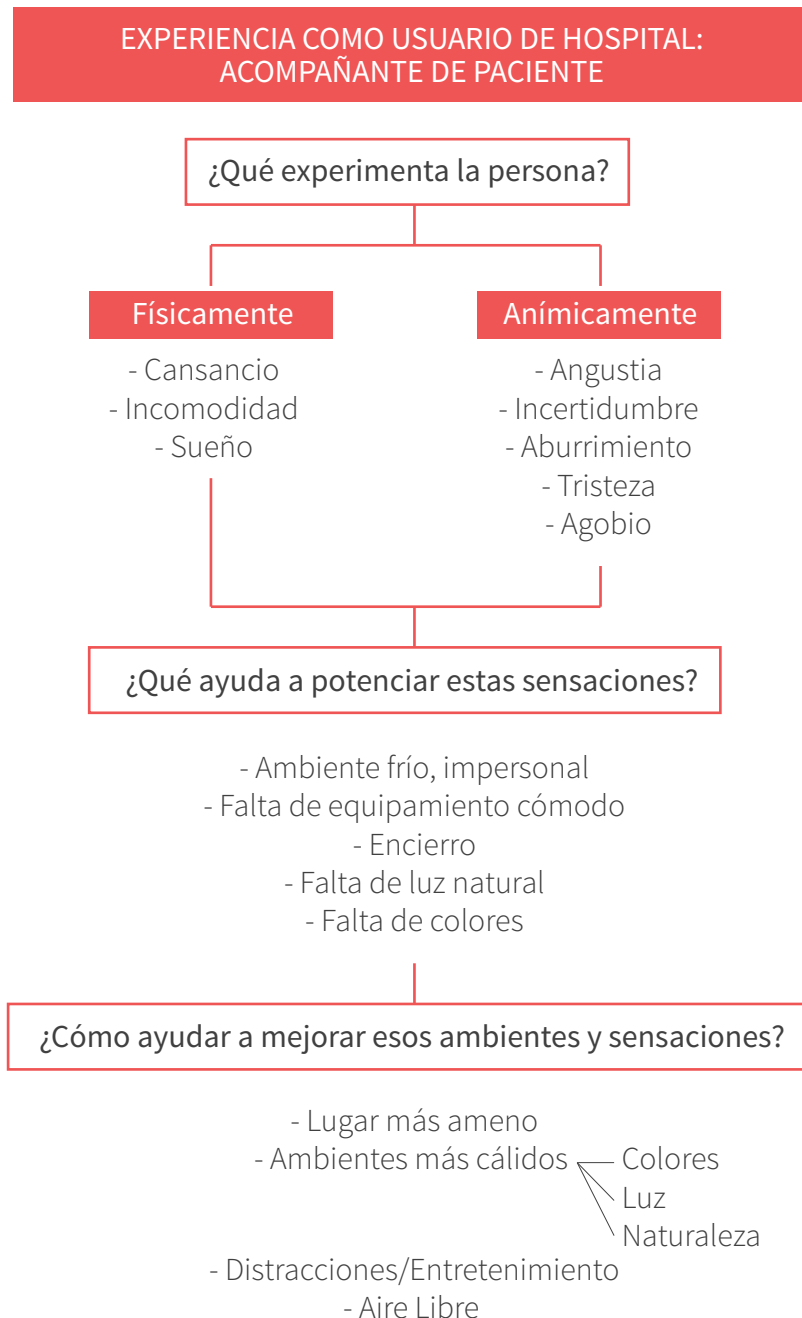 EXPERIENCIA COMO USUARIO DE HOSPITAL:
ACOMPAÑANTE DE PACIENTE
¿Qué experimenta la persona?
Físicamente
- Cansancio
- Incomodidad
- Sueño
Anímicamente
- Angustia
- Incertidumbre
- Aburrimiento
- Tristeza
- Agobio
¿Qué ayuda a potenciar estas sensaciones?
- Ambiente frío, impersonal
- Falta de equipamiento cómodo
- Encierro
- Falta de luz natural
- Falta de colores
¿Cómo ayudar a mejorar esos ambientes y sensaciones?
- Lugar más ameno
- Ambientes más cálidos
Colores
Luz
Naturaleza
- Distracciones/Entretenimiento
- Aire Libre